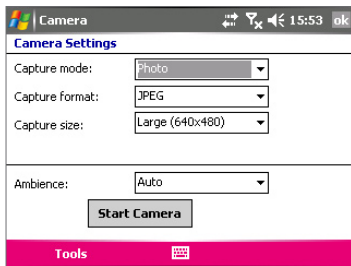 Camera 15:53 ok
Camera Settings
Capture mode: Photo
Capture format: JPEG
Capture size: Large (640x480)
Ambience: Auto
Start Camera
Tools